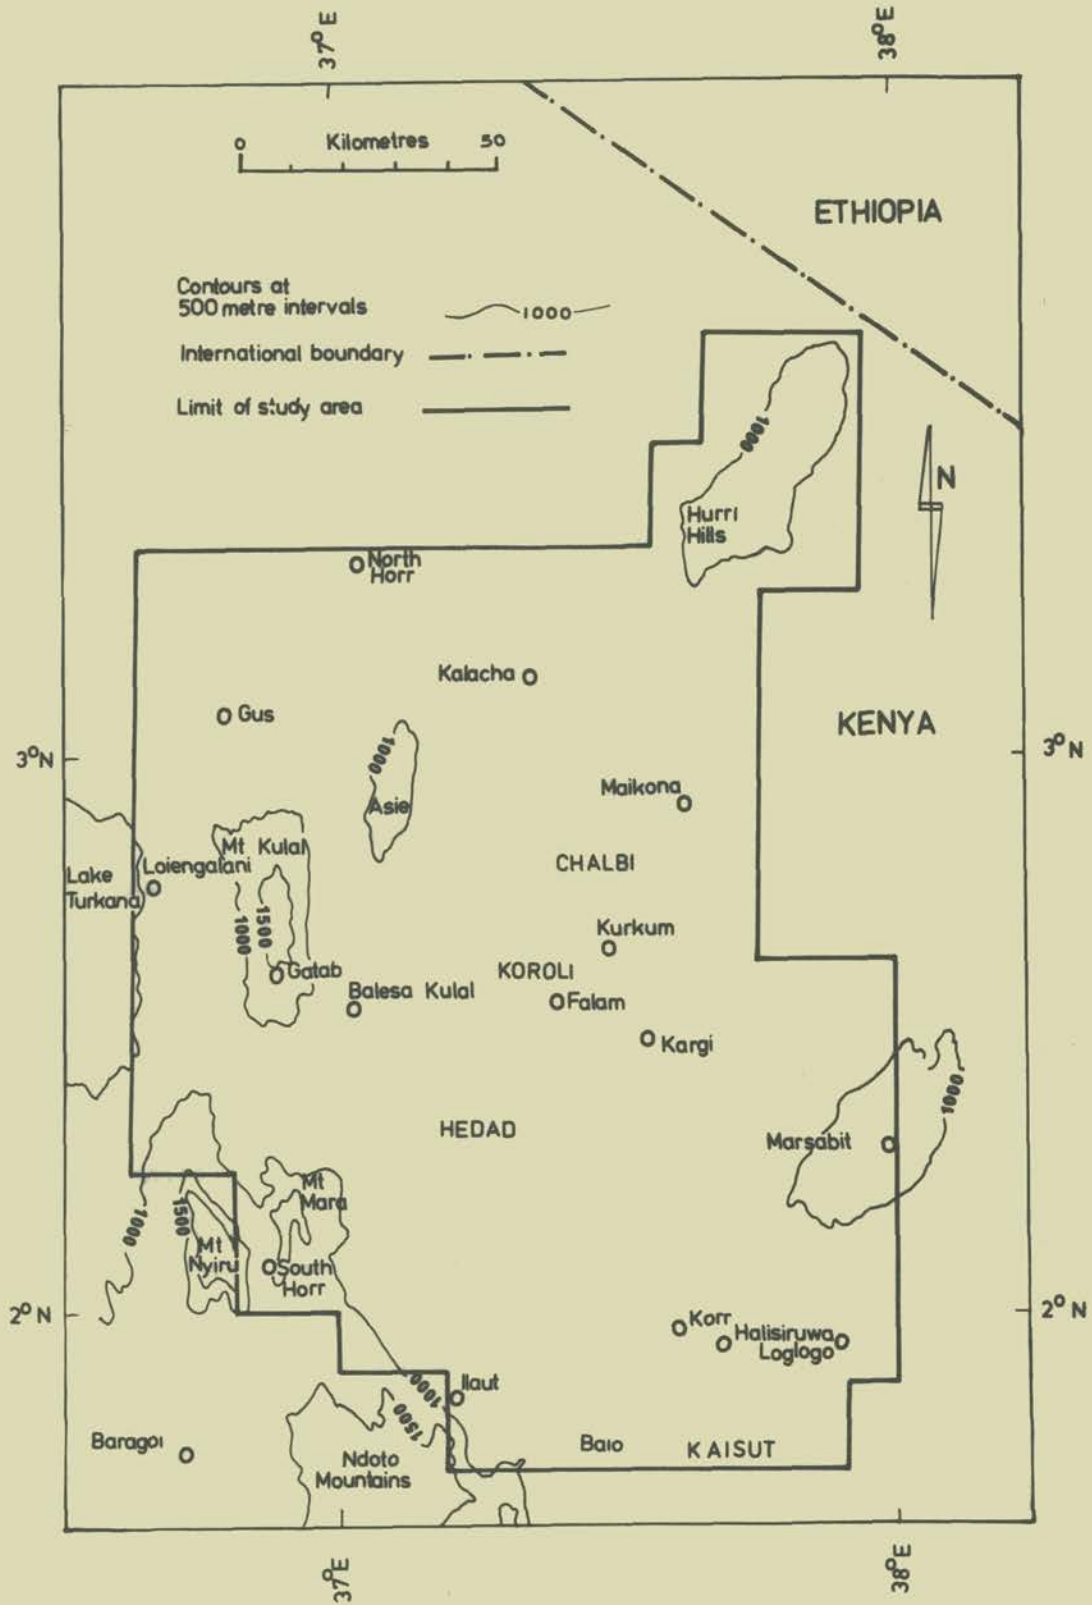 37°E
38°E
0 Kilometres 50
ETHIOPIA
Contours at
500 metre intervals
1000
International boundary
Limit of study area
1000
N
Hurri
Hills
North
Horr
Kalacha
Gus
KENYA
3°N
3°N
1000
Asie
Maikona
Mt Kulal
CHALBI
Loiengalani
Lake
Turkana
1000
1500
Kurkum
Gatab
KOROLI
Balesa Kulal
Falam
Kargi
1000
HEDAD
Marsabit
Mt
Mara
1000
1500
Mt
Nyiru
South
Horr
2°N
2°N
Korr
Halisiruwa
Loglogo
Ilaut
1000
1500
Baragoi
Baio
KAISUT
Ndoto
Mountains
37°E
38°E